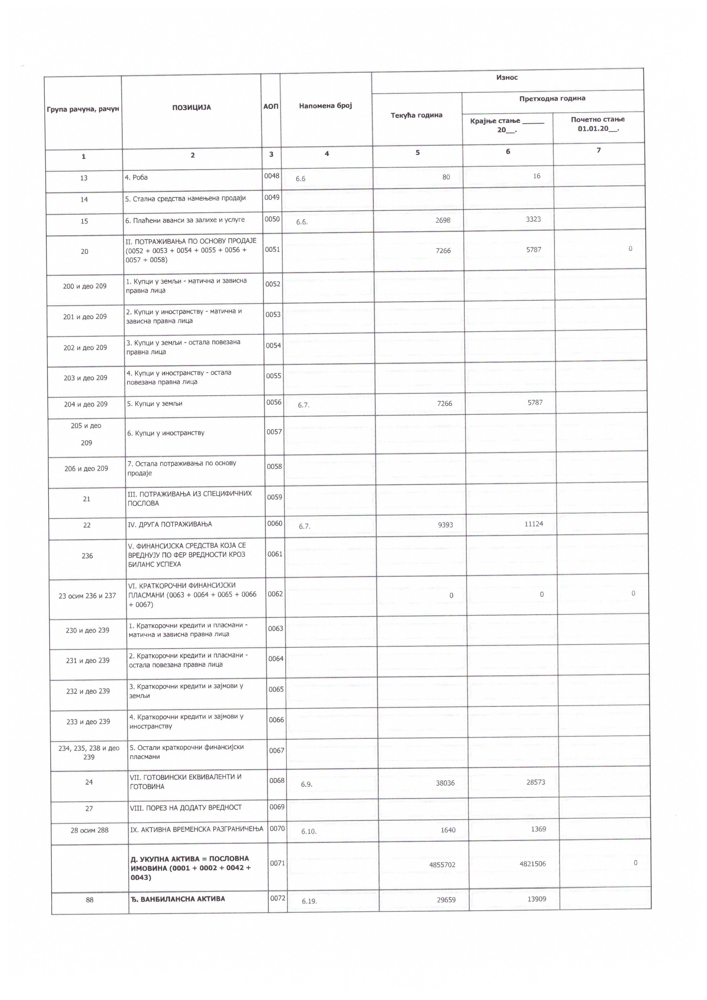 Група рачуна, рачун
ПОЗИЦИЈА
АОП
Напомена број
Износ
Текућа година
Претходна година
Крајње стање ______
20__.
Почетно стање
01.01.20__.
1 2 3 4 5 6 7
13 4. Роба 0048 6.6 80 16
14 5. Стална средства намењена продаји 0049
15 6. Плаћени аванси за залихе и услуге 0050 6.6. 2698 3323
II. ПОТРАЖИВАЊА ПО ОСНОВУ ПРОДАЈЕ
20 (0052 + 0053 + 0054 + 0055 + 0056 + 0051 7266 5787 0
0057 + 0058)
200 и део 209 1. Купци у земљи - матична и зависна 0052
правна лица
201 и део 209 2. Купци у иностранству - матична и 0053
зависна правна лица
202 и део 209 3. Купци у земљи - остала повезана 0054
правна лица
203 и део 209 4. Купци у иностранству - остала 0055
повезана правна лица
204 и део 209 5. Купци у земљи 0056 6.7. 7266 5787
205 и део
6. Купци у иностранству 0057
209
206 и део 209 7. Остала потраживања по основу 0058
продаје
21 III. ПОТРАЖИВАЊА ИЗ СПЕЦИФИЧНИХ 0059
ПОСЛОВА
22 IV. ДРУГА ПОТРАЖИВАЊА 0060 6.7. 9393 11124
V. ФИНАНСИЈСКА СРЕДСТВА КОЈА СЕ
236 ВРЕДНУЈУ ПО ФЕР ВРЕДНОСТИ КРОЗ 0061
БИЛАНС УСПЕХА
VI. КРАТКОРОЧНИ ФИНАНСИЈСКИ
23 осим 236 и 237 ПЛАСМАНИ (0063 + 0064 + 0065 + 0066 0062 0 0 0
+ 0067)
230 и део 239 1. Краткорочни кредити и пласмани - 0063
матична и зависна правна лица
231 и део 239 2. Краткорочни кредити и пласмани - 0064
остала повезана правна лица
232 и део 239 3. Краткорочни кредити и зајмови у 0065
земљи
233 и део 239 4. Краткорочни кредити и зајмови у 0066
иностранству
234, 235, 238 и део 5. Остали краткорочни финансијски 0067
239 пласмани
24 VII. ГОТОВИНСКИ ЕКВИВАЛЕНТИ И 0068 6.9. 38036 28573
ГОТОВИНА
27 VIII. ПОРЕЗ НА ДОДАТУ ВРЕДНОСТ 0069
28 осим 288 IX. АКТИВНА ВРЕМЕНСКА РАЗГРАНИЧЕЊА 0070 6.10. 1640 1369
Д. УКУПНА АКТИВА = ПОСЛОВНА
ИМОВИНА (0001 + 0002 + 0042 + 0071 4855702 4821506 0
0043)
88 Ђ. ВАНБИЛАНСНА АКТИВА 0072 6.19. 29659 13909